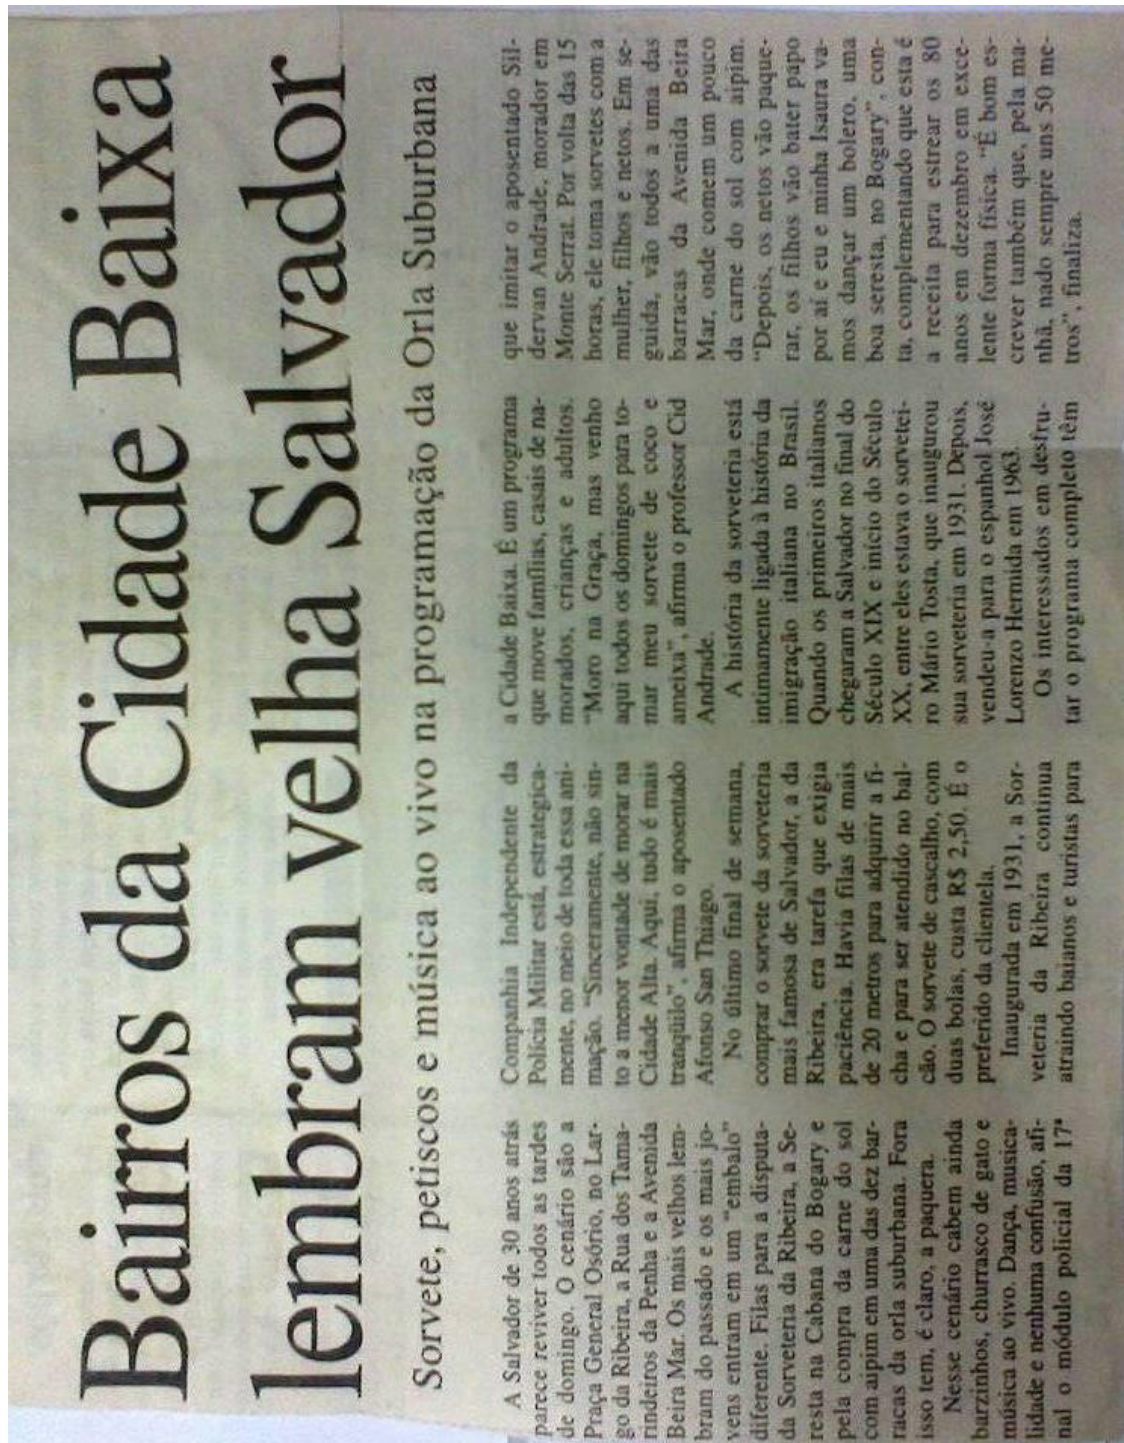 Bairros da Cidade Baixa
lembram velha Salvador
Sorvete, petiscos e música ao vivo na programação da Orla Suburbana
A Salvador de 30 anos atrás
parece reviver todos as tardes
de domingo. O cenário são a
Praça General Osório, no Lar-
go da Ribeira, a Rua dos Tama-
rindeiros da Penha e a Avenida
Beira Mar. Os mais velhos lem-
bram do passado e os mais jo-
vens entram em um "embalo"
diferente. Filas para a disputa-
da Sorveteria da Ribeira, a Se-
resta na Cabana do Bogary e
pela compra da carne do sol
com aipim em uma das dez bar-
racas da orla suburbana. Fora
isso tem, é claro, a paquera.
Nesse cenário cabem ainda
barzinhos, churrasco de gato e
música ao vivo. Dança, musica-
lidade e nenhuma confusão, afi-
nal o módulo policial da 17ª
Companhia Independente da
Polícia Militar está, estrategica-
mente, no meio de toda essa ani-
mação. "Sinceramente, não sin-
to a menor vontade de morar na
Cidade Alta. Aqui, tudo é mais
tranqüilo", afirma o aposentado
Afonso San Thiago.
No último final de semana,
comprar o sorvete da sorveteria
mais famosa de Salvador, a da
Ribeira, era tarefa que exigia
paciência. Havia filas de mais
de 20 metros para adquirir a fi-
cha e para ser atendido no bal-
cão. O sorvete de cascalho, com
duas bolas, custa R$ 2,50. É o
preferido da clientela.
Inaugurada em 1931, a Sor-
veteria da Ribeira continua
atraindo baianos e turistas para
a Cidade Baixa. É um programa
que move famílias, casais de na-
morados, crianças e adultos.
"Moro na Graça, mas venho
aqui todos os domingos para to-
mar meu sorvete de coco e
ameixa", afirma o professor Cid
Andrade.
A história da sorveteria está
intimamente ligada à história da
imigração italiana no Brasil.
Quando os primeiros italianos
chegaram a Salvador no final do
Século XIX e início do Século
XX, entre eles estava o sorvetei-
ro Mário Tosta, que inaugurou
sua sorveteria em 1931. Depois,
vendeu-a para o espanhol José
Lorenzo Hermida em 1963.
Os interessados em desfru-
tar o programa completo têm
que imitar o aposentado Sil-
dervan Andrade, morador em
Monte Serrat. Por volta das 15
horas, ele toma sorvetes com a
mulher, filhos e netos. Em se-
guida, vão todos a uma das
barracas da Avenida Beira
Mar, onde comem um pouco
da carne do sol com aipim.
"Depois, os netos vão paque-
rar, os filhos vão bater papo
por aí e eu e minha Isaura va-
mos dançar um bolero, uma
boa seresta, no Bogary", con-
ta, complementando que esta é
a receita para estrear os 80
anos em dezembro em exce-
lente forma física. "É bom es-
crever também que, pela ma-
nhã, nado sempre uns 50 me-
tros", finaliza.